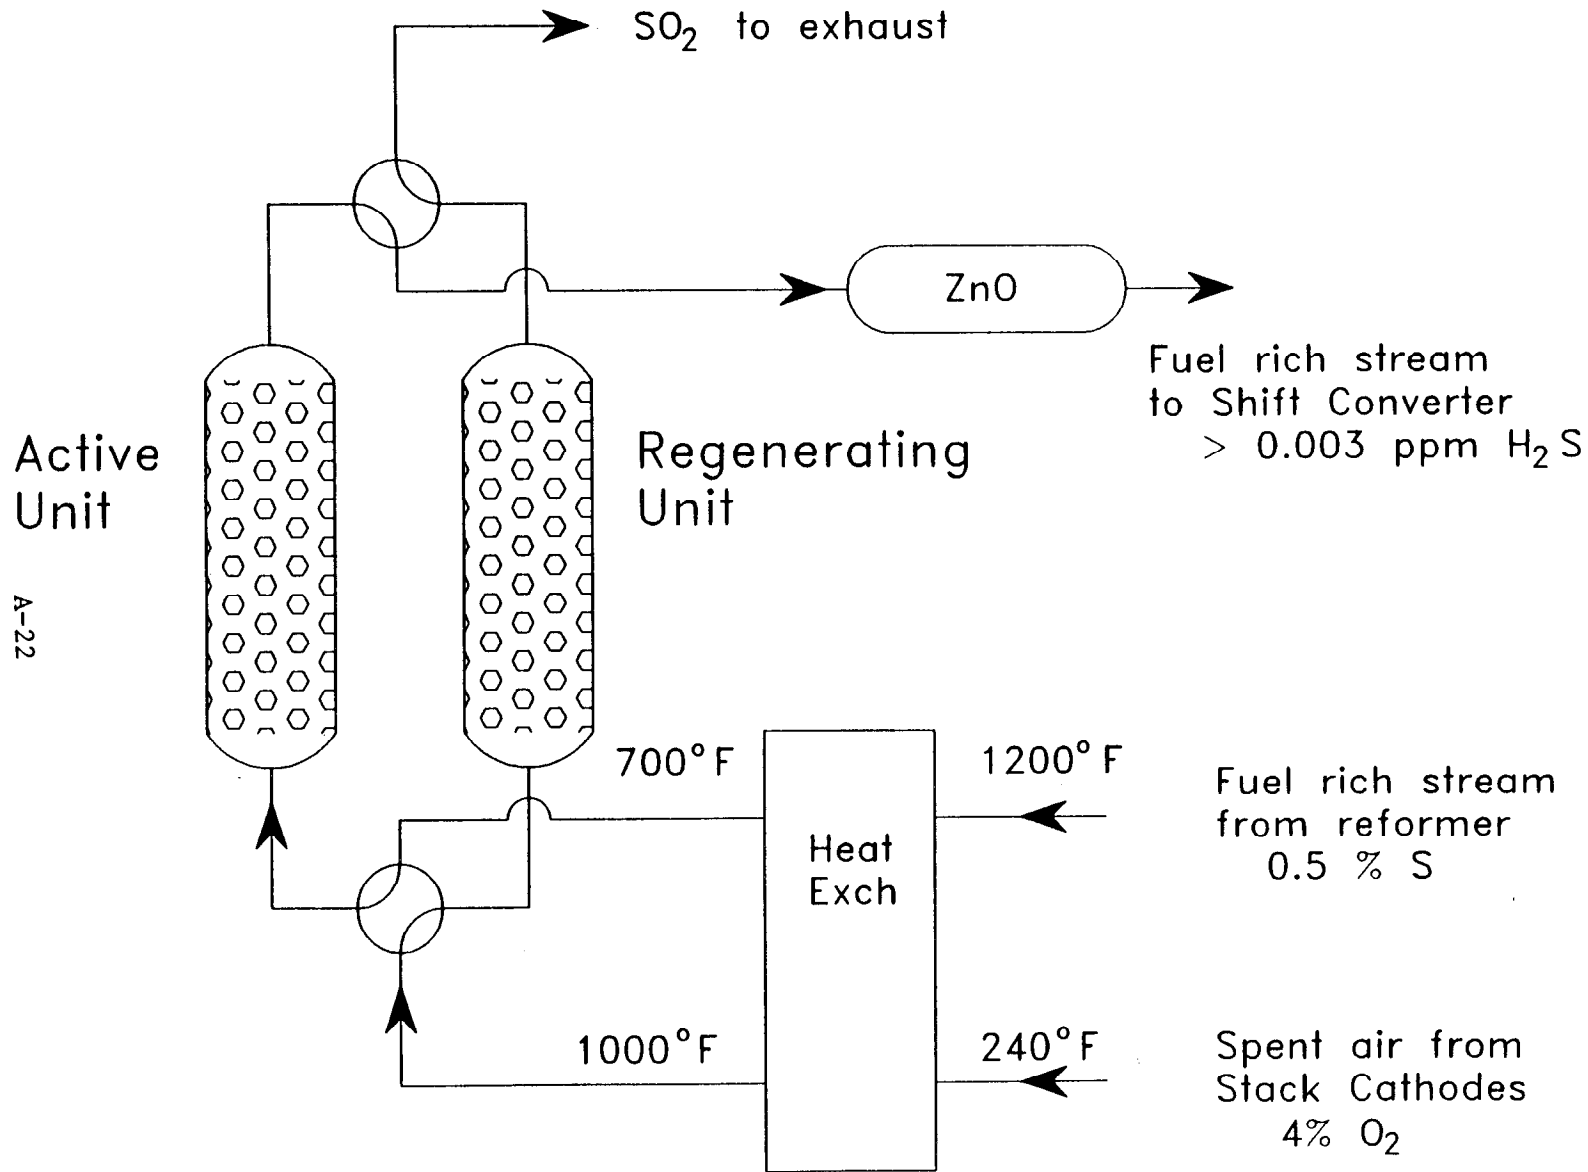 SO2 to exhaust
ZnO
Fuel rich stream
to Shift Converter
> 0.003 ppm H2 S
Active
Unit
Regenerating
Unit
A-22
700°F
1200°F
Fuel rich stream
from reformer
0.5 % S
Heat
Exch
1000°F
240°F
Spent air from
Stack Cathodes
4% O2